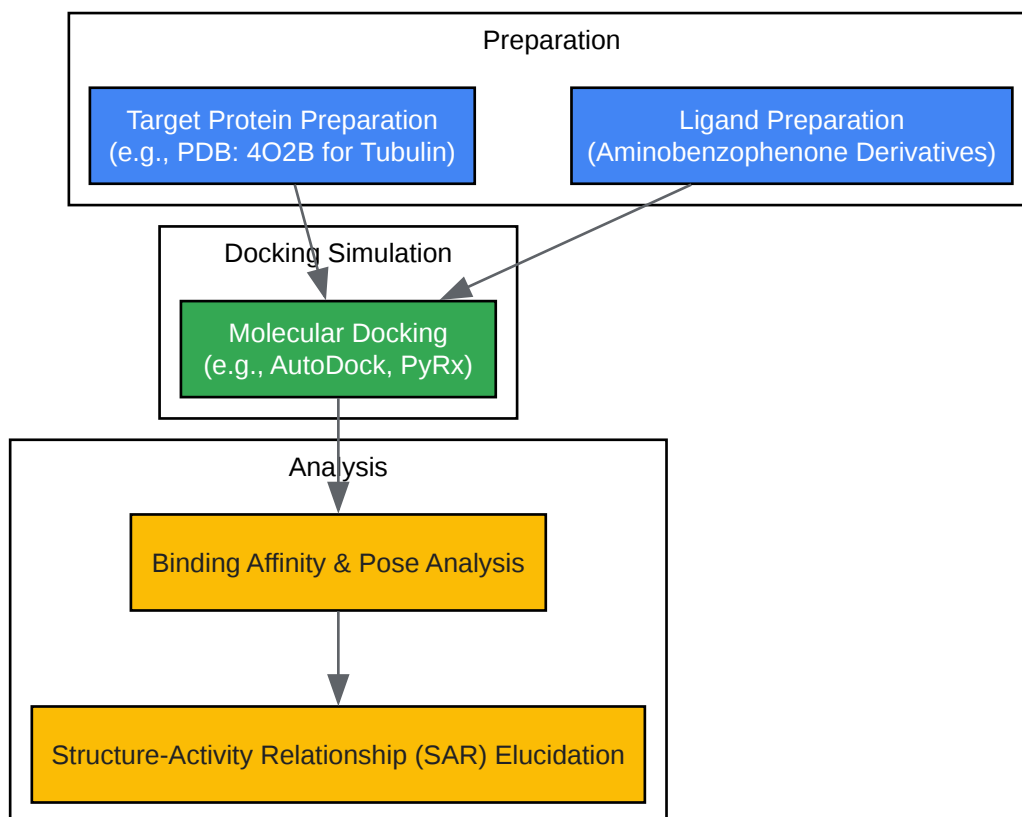 Preparation
Target Protein Preparation
(e.g., PDB: 4O2B for Tubulin)
Ligand Preparation
(Aminobenzophenone Derivatives)
Docking Simulation
Molecular Docking
(e.g., AutoDock, PyRx)
Analysis
Binding Affinity & Pose Analysis
Structure-Activity Relationship (SAR) Elucidation